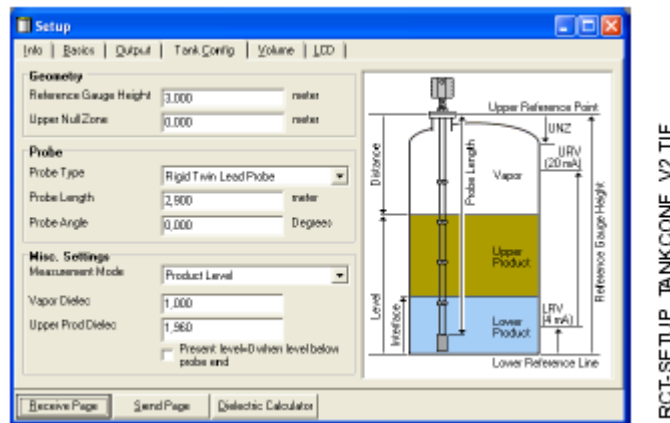 Setup
Info | Basics | Output | Tank Config | Volume | LCD |
Geometry
Reference Gauge Height 3,000 meter
Upper Null Zone 0,000 meter
Probe
Probe Type Rigid Twin Lead Probe
Probe Length 2,900 meter
Probe Angle 0,000 Degrees
Misc. Settings
Measurement Mode Product Level
Vapor Dielec 1,000
Upper Prod Dielec 1,960
Present level=0 when level below
probe end
Receive Page Send Page Dielectric Calculator
Upper Reference Point
UNZ
URV
(20 mA)
Distance
Probe Length
Vapor
Reference Gauge Height
Upper
Product
Level
Interface
Lower
Product
LRV
(4 mA)
Lower Reference Line
RCT-SETUP_TANKCONF_V2.TIF